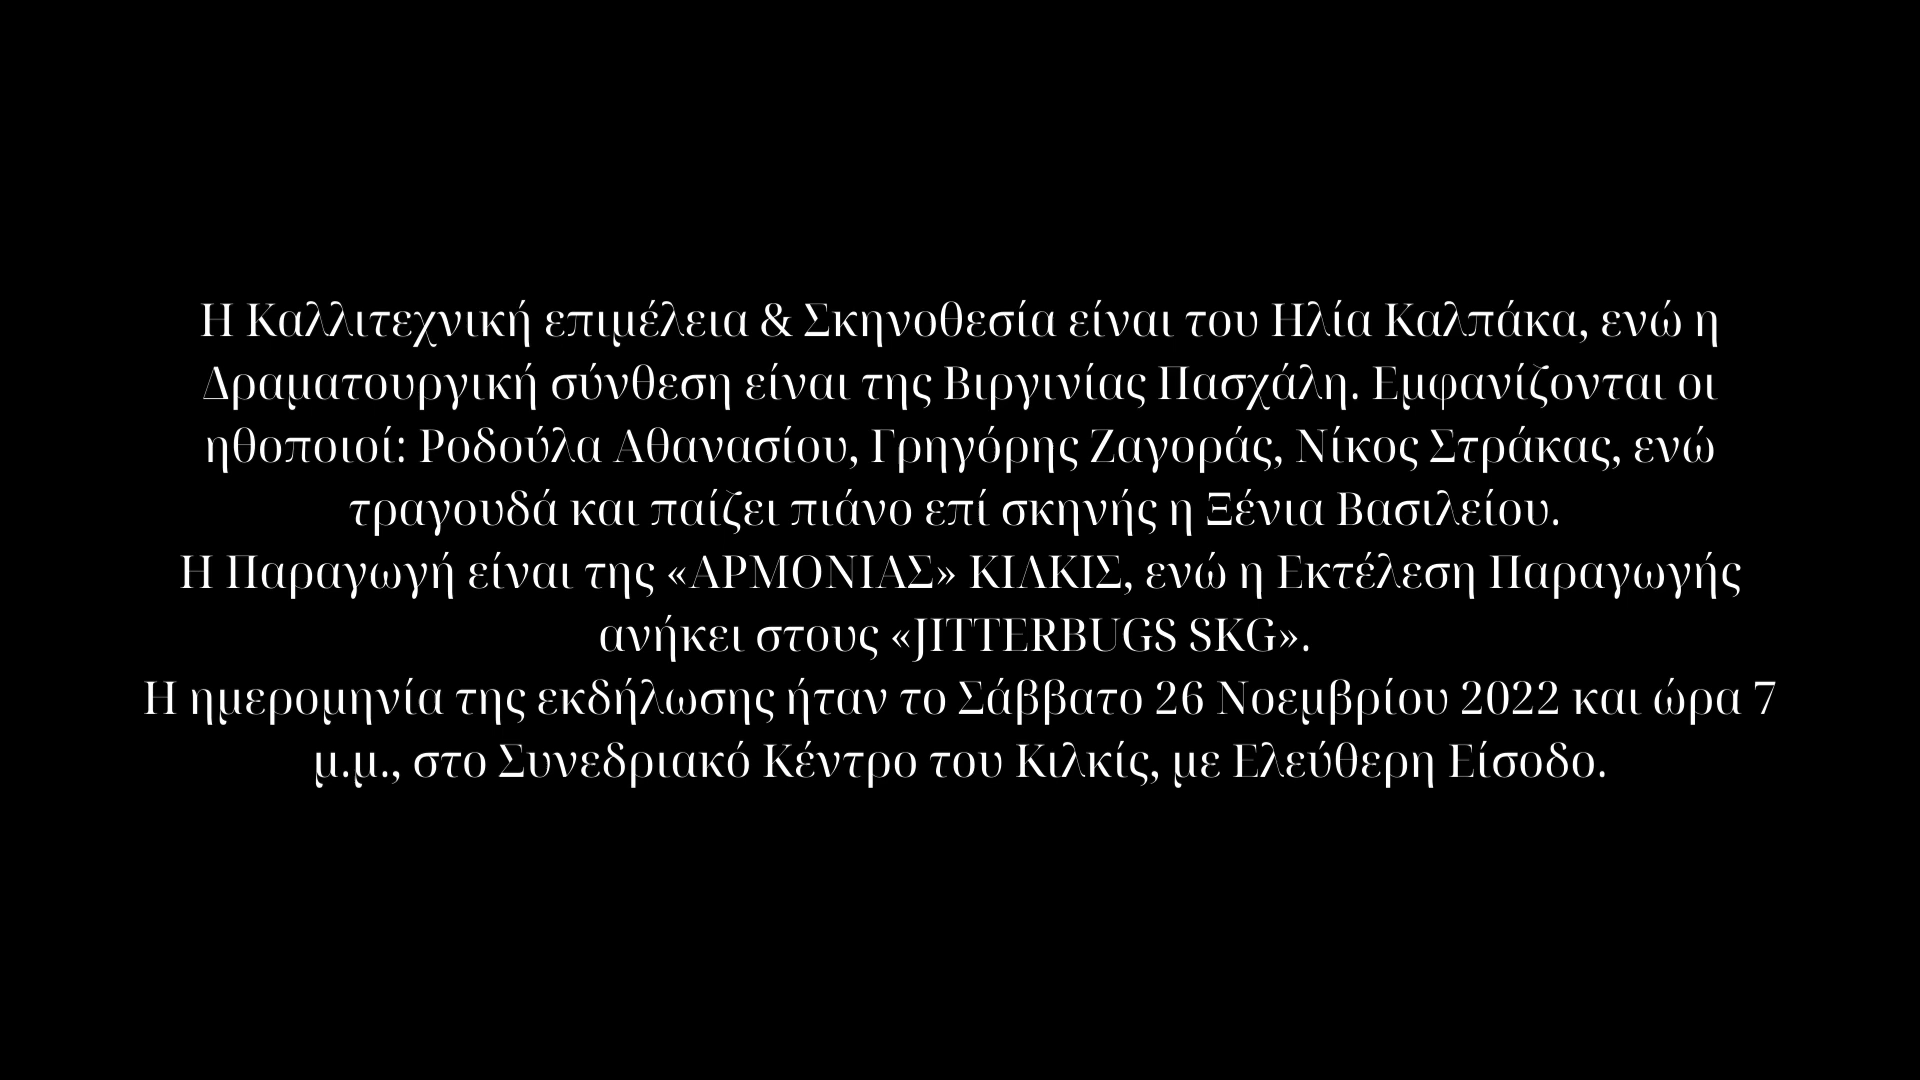 Η Καλλιτεχνική επιμέλεια & Σκηνοθεσία είναι του Ηλία Καλπάκα, ενώ η
Δραματουργική σύνθεση είναι της Βιργινίας Πασχάλη. Εμφανίζονται οι
ηθοποιοί: Ροδούλα Αθανασίου, Γρηγόρης Ζαγοράς, Νίκος Στράκας, ενώ
τραγουδά και παίζει πιάνο επί σκηνής η Ξένια Βασιλείου.
Η Παραγωγή είναι της «ΑΡΜΟΝΙΑΣ» ΚΙΛΚΙΣ, ενώ η Εκτέλεση Παραγωγής
ανήκει στους «JITTERBUGS SKG».
Η ημερομηνία της εκδήλωσης ήταν το Σάββατο 26 Νοεμβρίου 2022 και ώρα 7
μ.μ., στο Συνεδριακό Κέντρο του Κιλκίς, με Ελεύθερη Είσοδο.